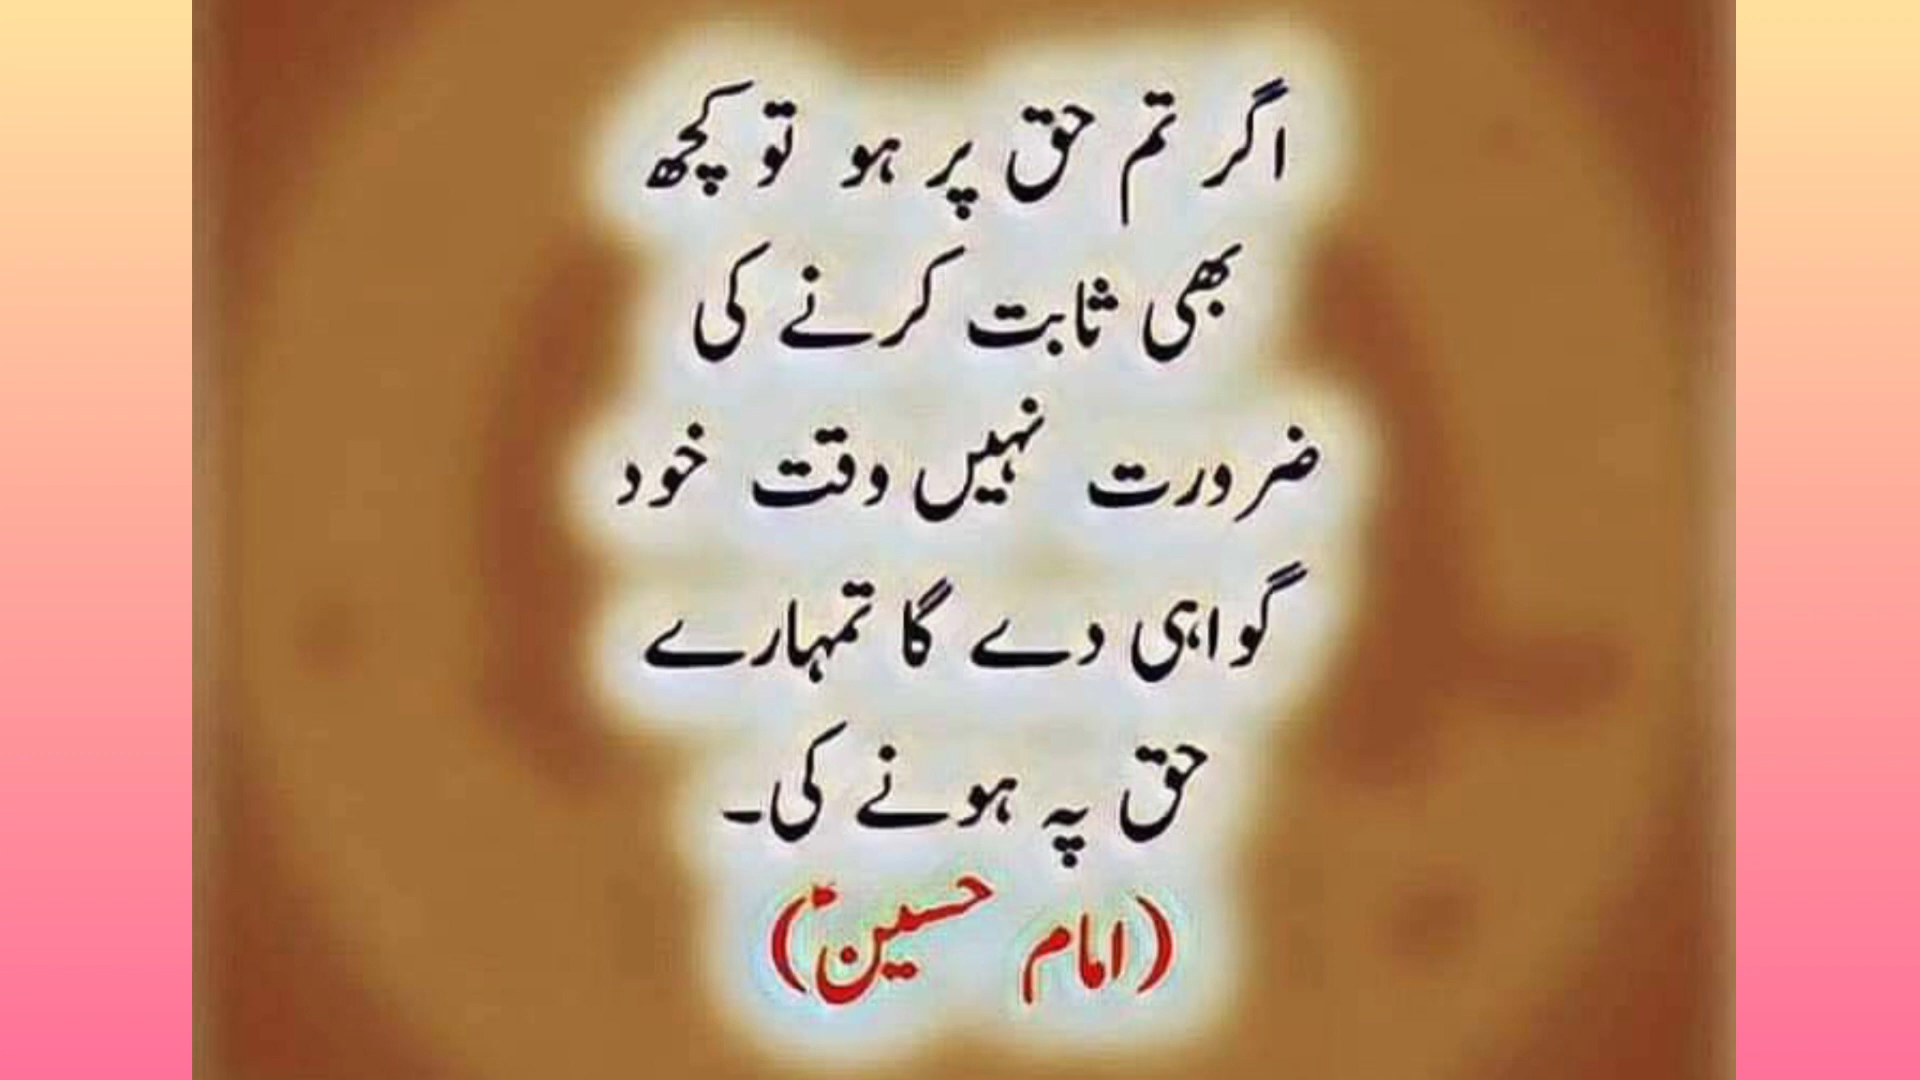 اگر تم حق پر ہو تو کچھ
بھی ثابت کرنے کی
ضرورت نہیں وقت خود
گواہی دے گا تمہارے
حق پہ ہونے کی۔
(امام حسینؑ)